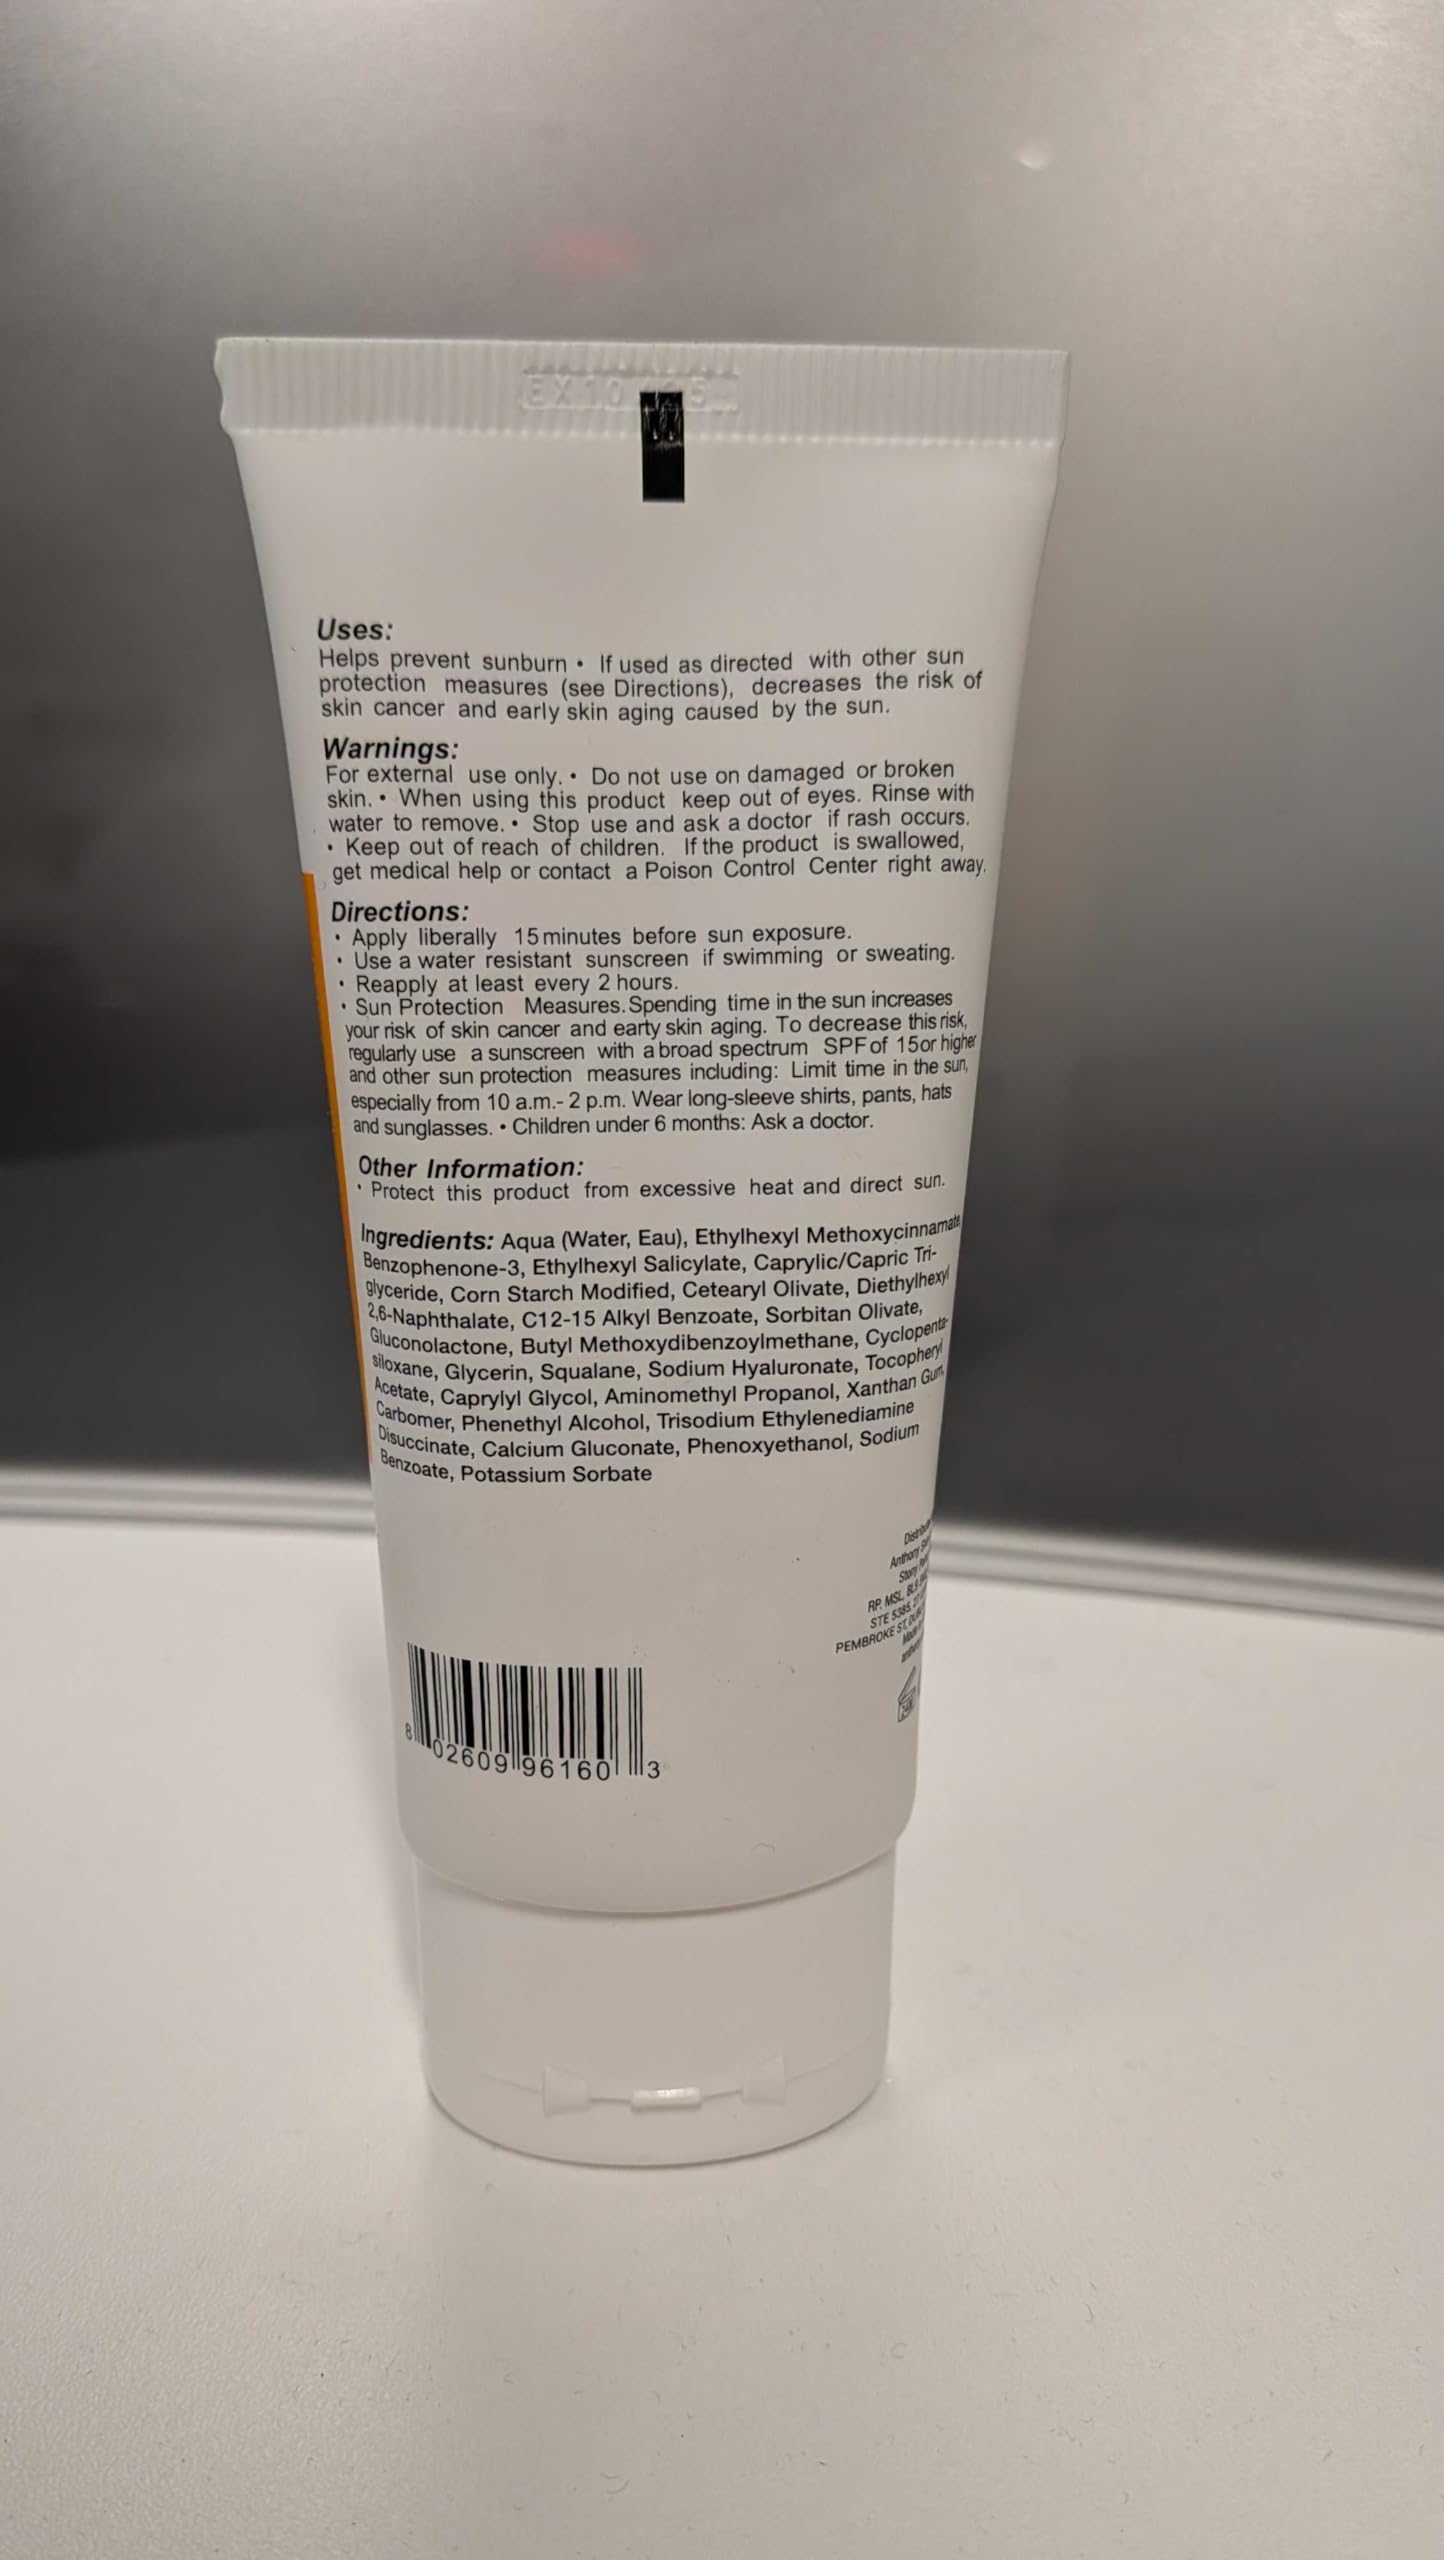 Uses:
Helps prevent sunburn • If used as directed with other sun
protection measures (see Directions), decreases the risk of
skin cancer and early skin aging caused by the sun.
Warnings:
For external use only. • Do not use on damaged or broken
skin. • When using this product keep out of eyes. Rinse with
water to remove. • Stop use and ask a doctor if rash occurs.
• Keep out of reach of children. If the product is swallowed,
get medical help or contact a Poison Control Center right away.
Directions:
• Apply liberally 15 minutes before sun exposure.
• Use a water resistant sunscreen if swimming or sweating.
• Reapply at least every 2 hours.
• Sun Protection Measures. Spending time in the sun increases
your risk of skin cancer and earty skin aging. To decrease this risk,
regularly use a sunscreen with a broad spectrum SPF of 15 or higher
and other sun protection measures including: Limit time in the sun,
especially from 10 a.m.- 2 p.m. Wear long-sleeve shirts, pants, hats
and sunglasses. • Children under 6 months: Ask a doctor.
Other Information:
• Protect this product from excessive heat and direct sun.
Ingredients: Aqua (Water, Eau), Ethylhexyl Methoxycinnamate,
Benzophenone-3, Ethylhexyl Salicylate, Caprylic/Capric Tri-
glyceride, Corn Starch Modified, Cetearyl Olivate, Diethylhexyl
2,6-Naphthalate, C12-15 Alkyl Benzoate, Sorbitan Olivate,
Gluconolactone, Butyl Methoxydibenzoylmethane, Cyclopenta-
siloxane, Glycerin, Squalane, Sodium Hyaluronate, Tocopheryl
Acetate, Caprylyl Glycol, Aminomethyl Propanol, Xanthan Gum,
Carbomer, Phenethyl Alcohol, Trisodium Ethylenediamine
Disuccinate, Calcium Gluconate, Phenoxyethanol, Sodium
Benzoate, Potassium Sorbate
Anthony
RP. MSL,
STE 5385,
PEMBROKE ST,
24M
8 02609 96160 3